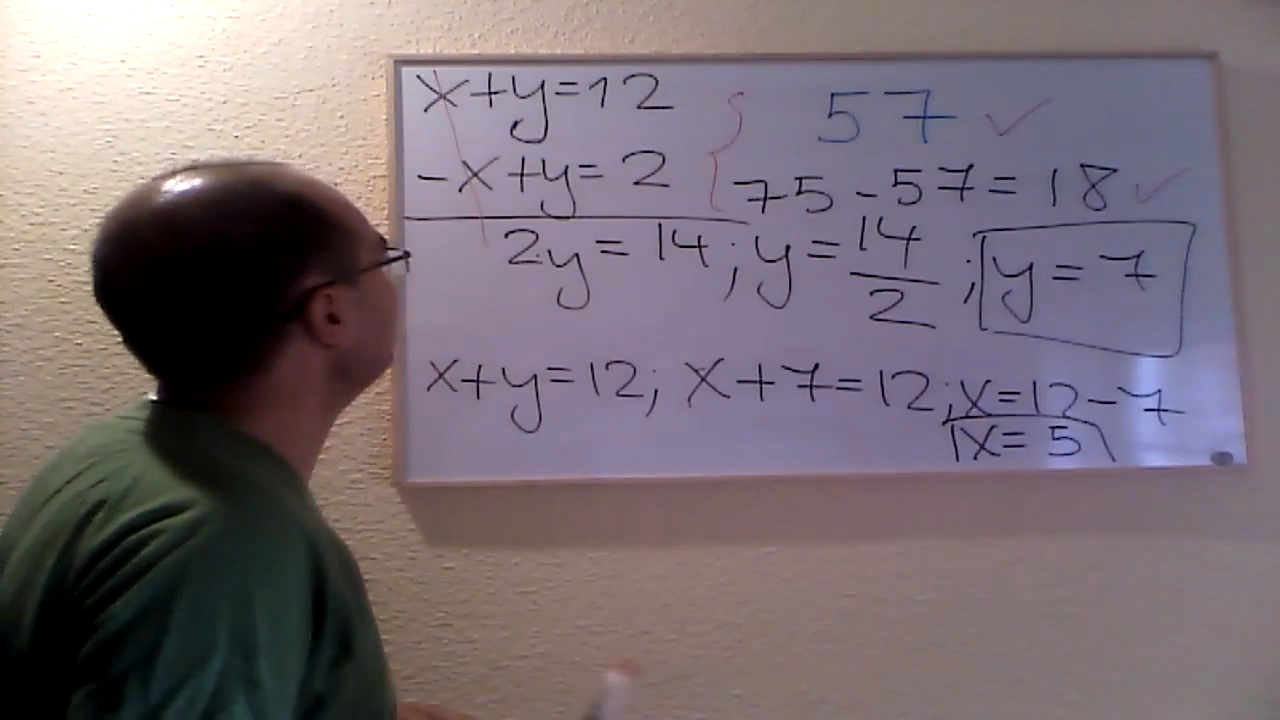 x+y=12
-x+y=2
57 ✓
75-57=18 ✓
2y=14; y=14/2; y=7
x+y=12; x+7=12; x=12-7
x=5